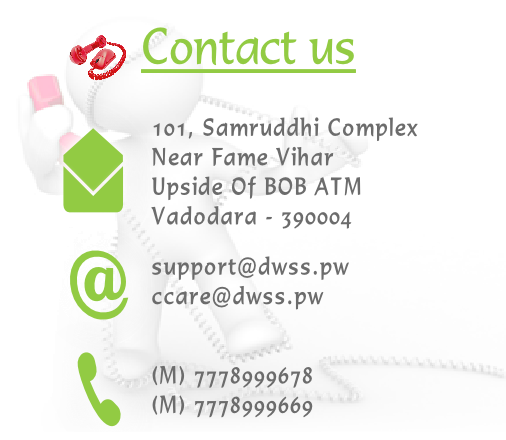 Contact us
101, Samruddhi Complex
Near Fame Vihar
Upside Of BOB ATM
Vadodara - 390004
support@dwss.pw
ccare@dwss.pw
(M) 7778999678
(M) 7778999669